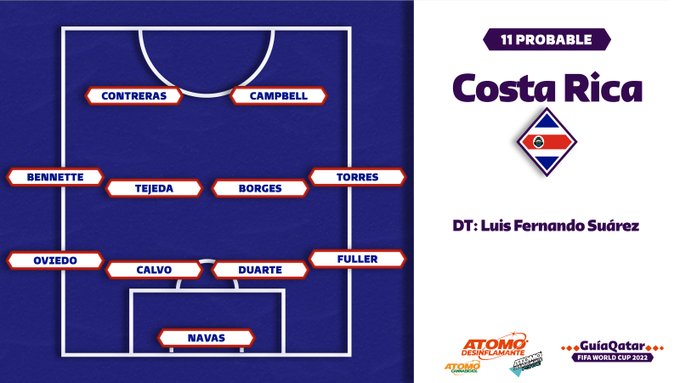 11 PROBABLE
Costa Rica
DT: Luis Fernando Suárez
CONTRERAS
CAMPBELL
BENNETTE
TEJEDA
BORGES
TORRES
OVIEDO
CALVO
DUARTE
FULLER
NAVAS
ATOMO
DESINFLAMANTE
ATOMO
GuíaQatar
FIFA WORLD CUP 2022